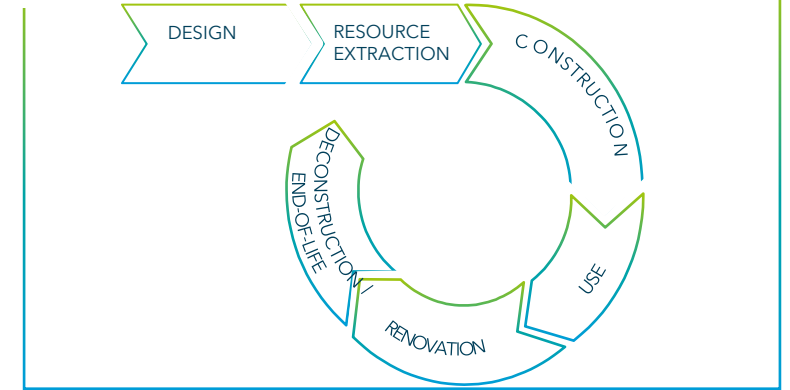 DESIGN
RESOURCE
EXTRACTION
CONSTRUCTION
USE
RENOVATION
DECONSTRUCTION /
END-OF-LIFE